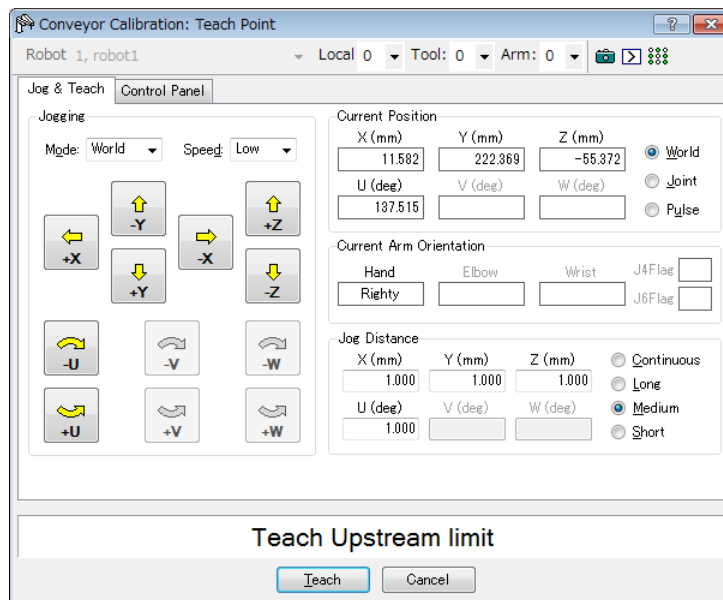 Conveyor Calibration: Teach Point
Robot 1, robot1 Local 0 Tool: 0 Arm: 0
Jog & Teach Control Panel
Jogging
Mode: World Speed: Low
-Y +Z
+X -X
+Y -Z
-U -V -W
+U +V +W
Current Position
X (mm) Y (mm) Z (mm)
11.582 222.369 -55.372
World
Joint
Pulse
U (deg) V (deg) W (deg)
137.515
Current Arm Orientation
Hand Elbow Wrist J4Flag
Righty J6Flag
Jog Distance
X (mm) Y (mm) Z (mm)
1.000 1.000 1.000
Continuous
Long
Medium
Short
U (deg) V (deg) W (deg)
1.000
Teach Upstream limit
Teach Cancel